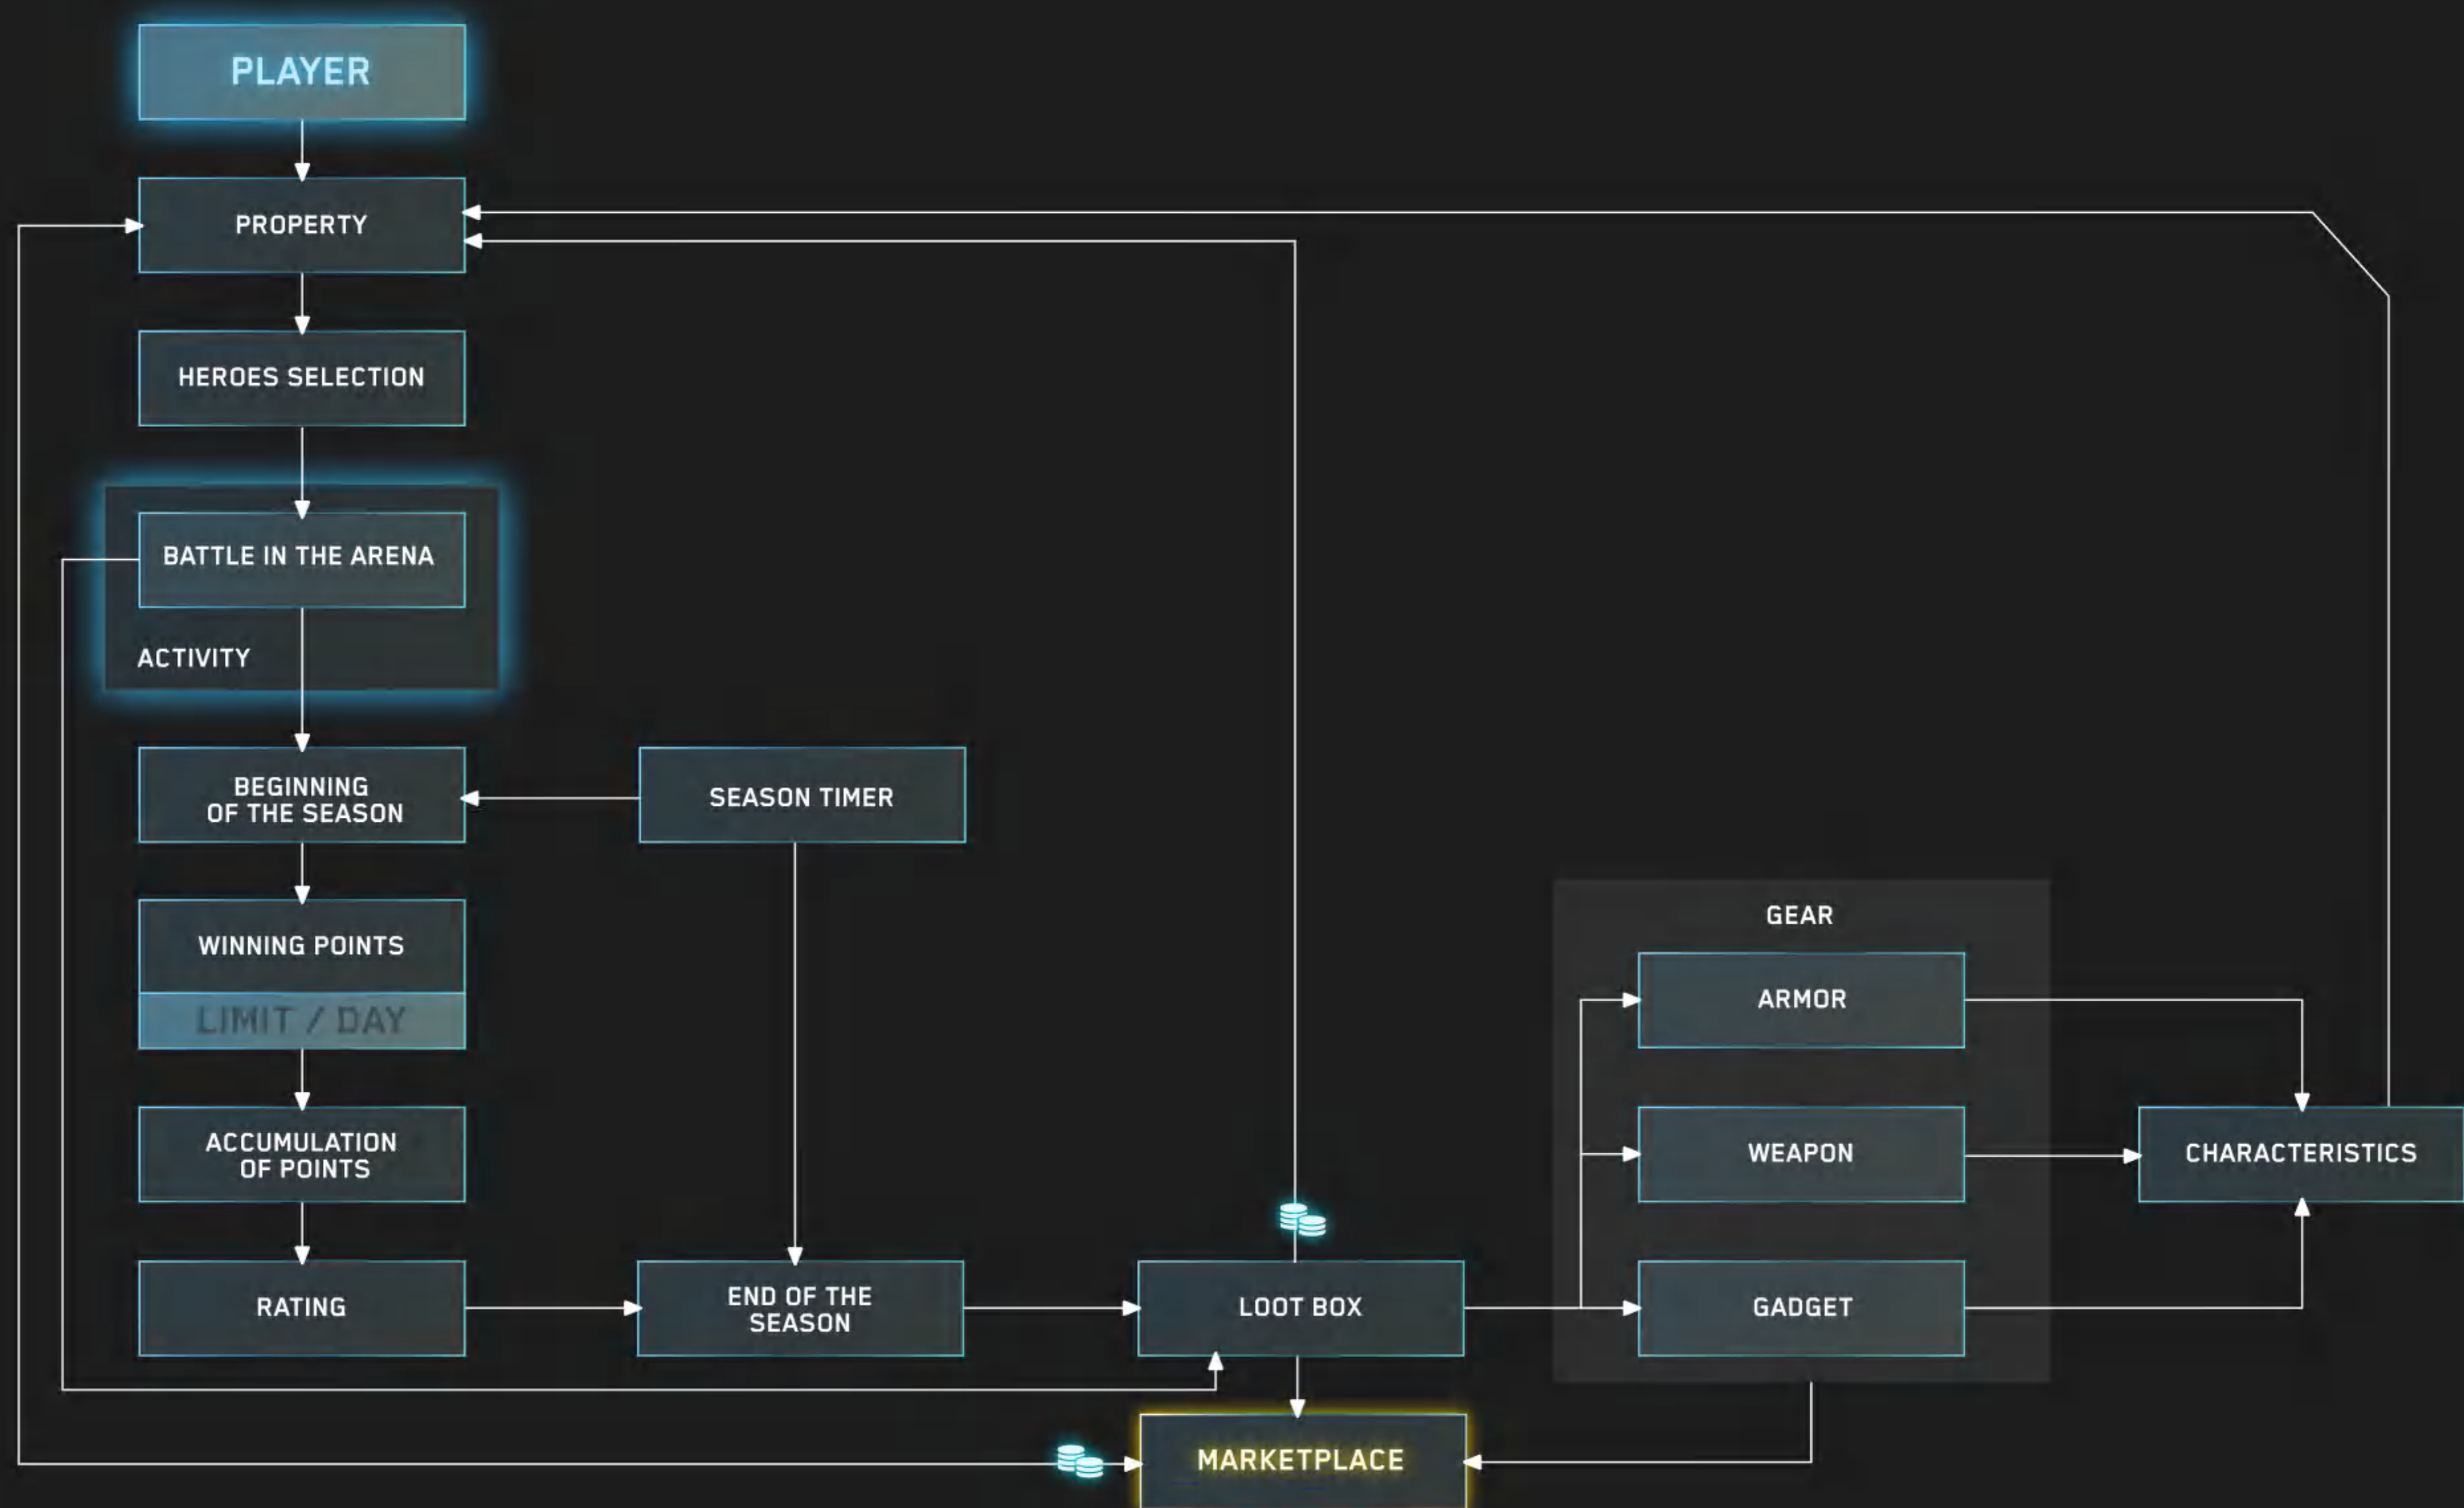 PLAYER
PROPERTY
HEROES SELECTION
BATTLE IN THE ARENA
ACTIVITY
BEGINNING
OF THE SEASON
SEASON TIMER
WINNING POINTS
LIMIT / DAY
ACCUMULATION
OF POINTS
RATING
END OF THE
SEASON
LOOT BOX
GEAR
ARMOR
WEAPON
GADGET
CHARACTERISTICS
MARKETPLACE